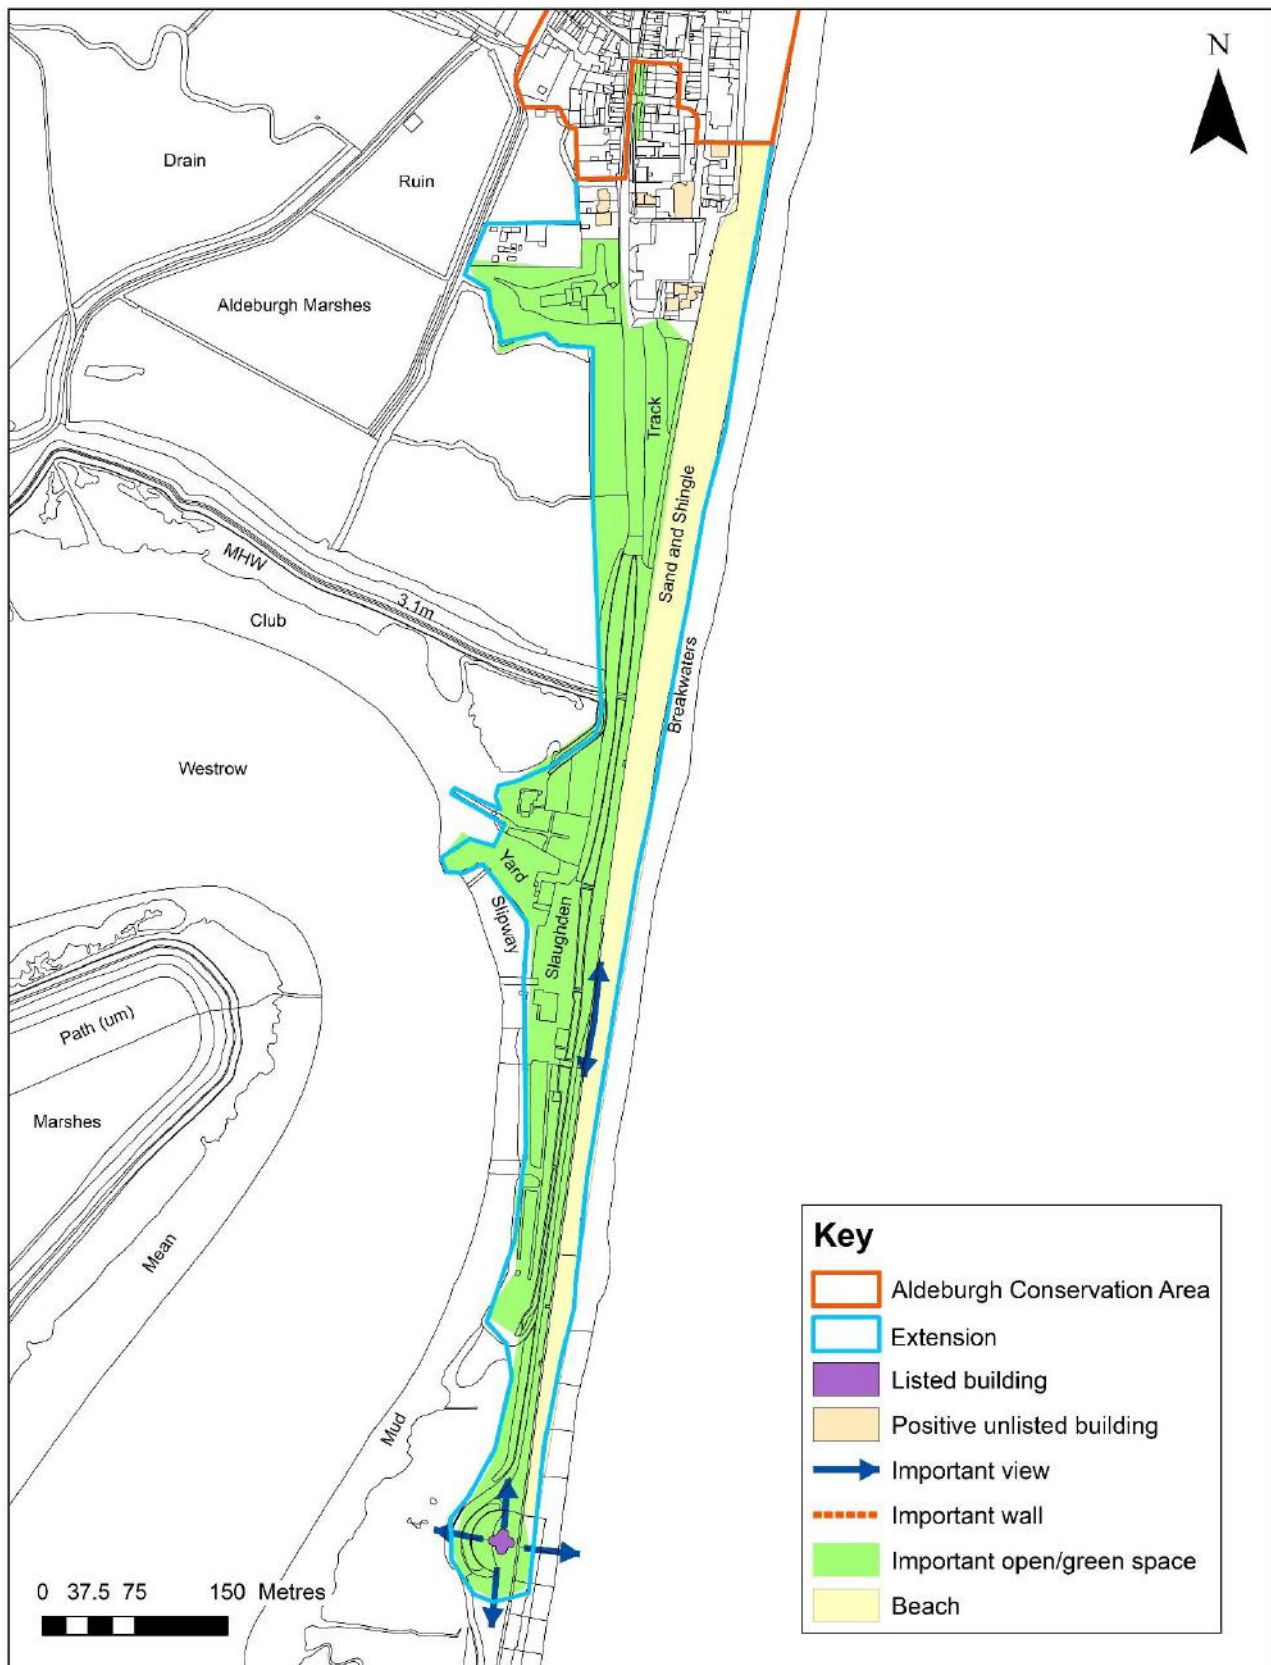 N
Drain
Ruin
Aldeburgh Marshes
Track
Sand and Shingle
MHW
3.1m
Club
Breakwaters
Westrow
Yard
Slipway
Slaughden
Path (um)
Marshes
Mean
Mud
Key
Aldeburgh Conservation Area
Extension
Listed building
Positive unlisted building
Important view
Important wall
Important open/green space
Beach
0 37.5 75 150 Metres